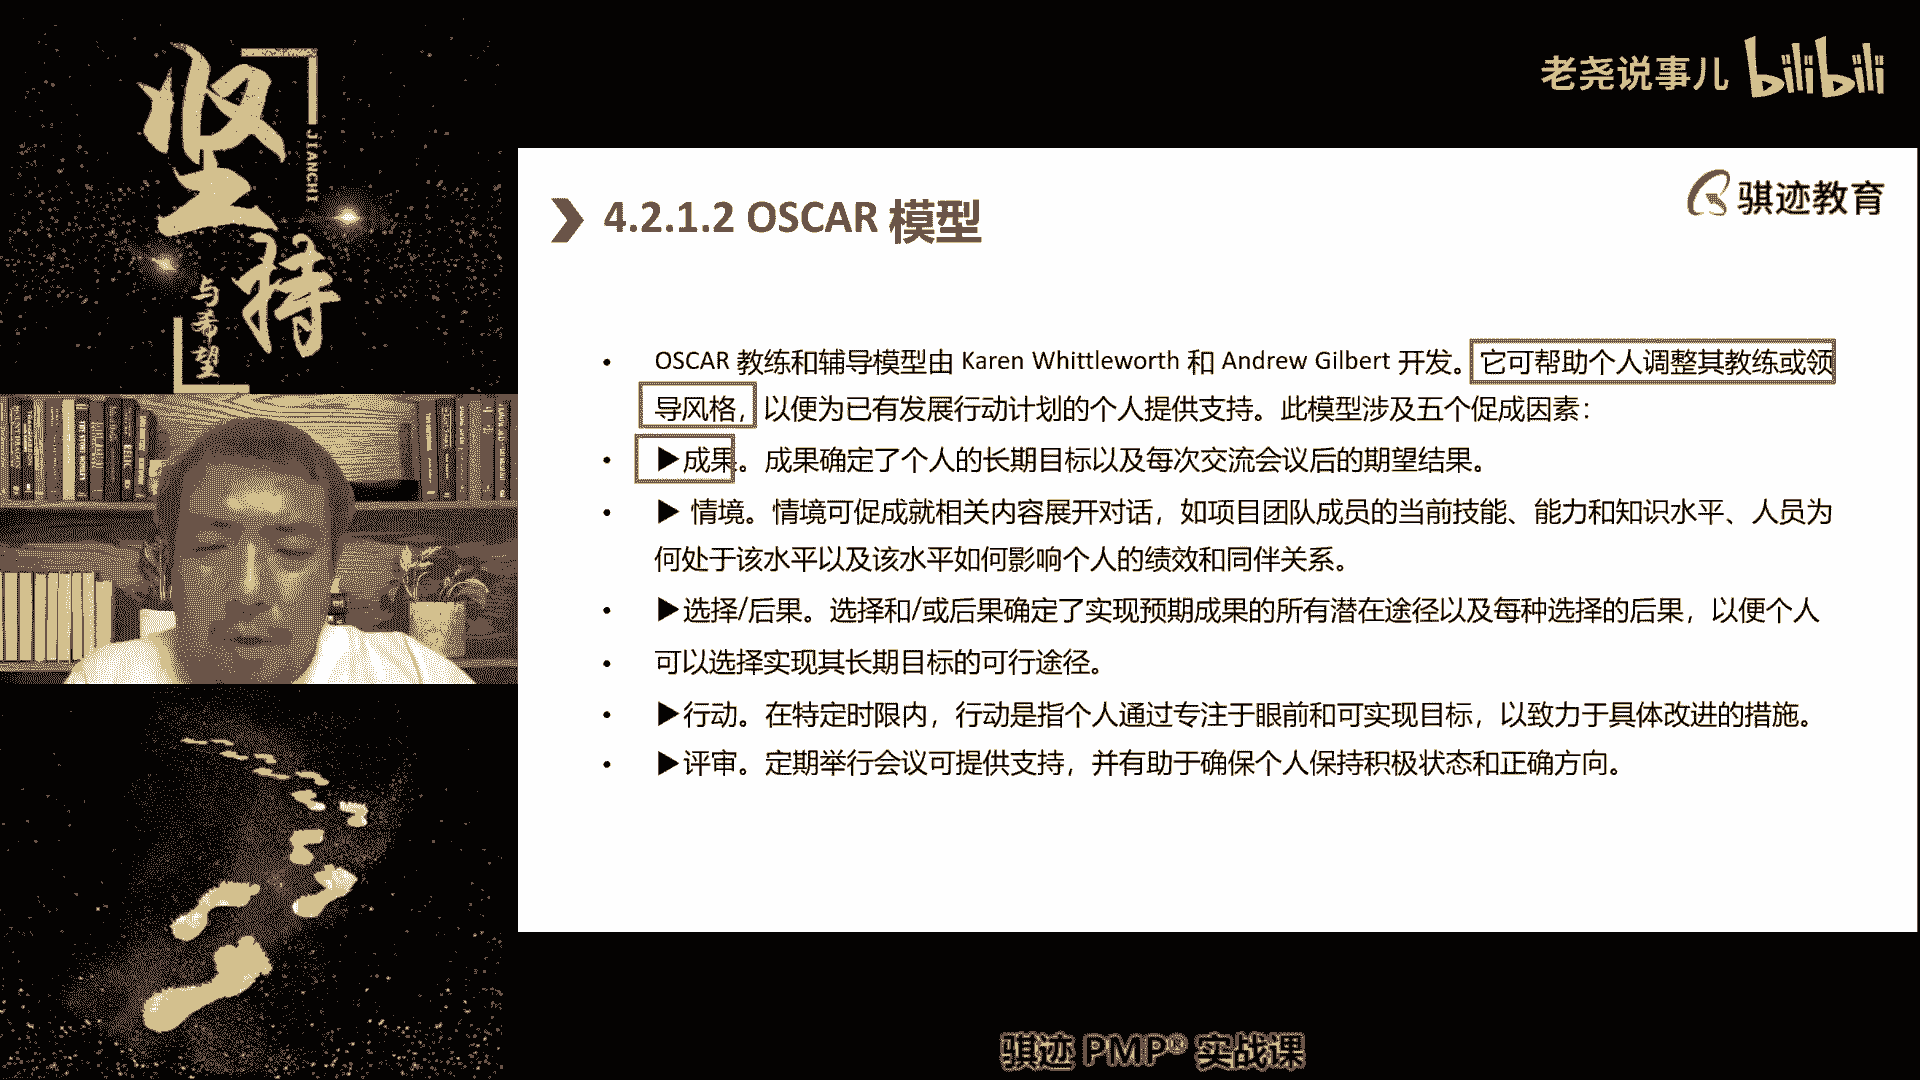 坚持
JIANCHI
与希望
老尧说事儿 bilibili
骐迹教育
4.2.1.2 OSCAR 模型
• OSCAR 教练和辅导模型由 Karen Whittleworth 和 Andrew Gilbert 开发。它可帮助个人调整其教练或领
导风格，以便为已有发展行动计划的个人提供支持。此模型涉及五个促成因素：
• ▶成果。成果确定了个人的长期目标以及每次交流会议后的期望结果。
• ▶ 情境。情境可促成就相关内容展开对话，如项目团队成员的当前技能、能力和知识水平、人员为
何处于该水平以及该水平如何影响个人的绩效和同伴关系。
• ▶选择/后果。选择和/或后果确定了实现预期成果的所有潜在途径以及每种选择的后果，以便个人
• 可以选择实现其长期目标的可行途径。
• ▶行动。在特定时限内，行动是指个人通过专注于眼前和可实现目标，以致力于具体改进的措施。
• ▶评审。定期举行会议可提供支持，并有助于确保个人保持积极状态和正确方向。
骐迹 PMP® 实战课